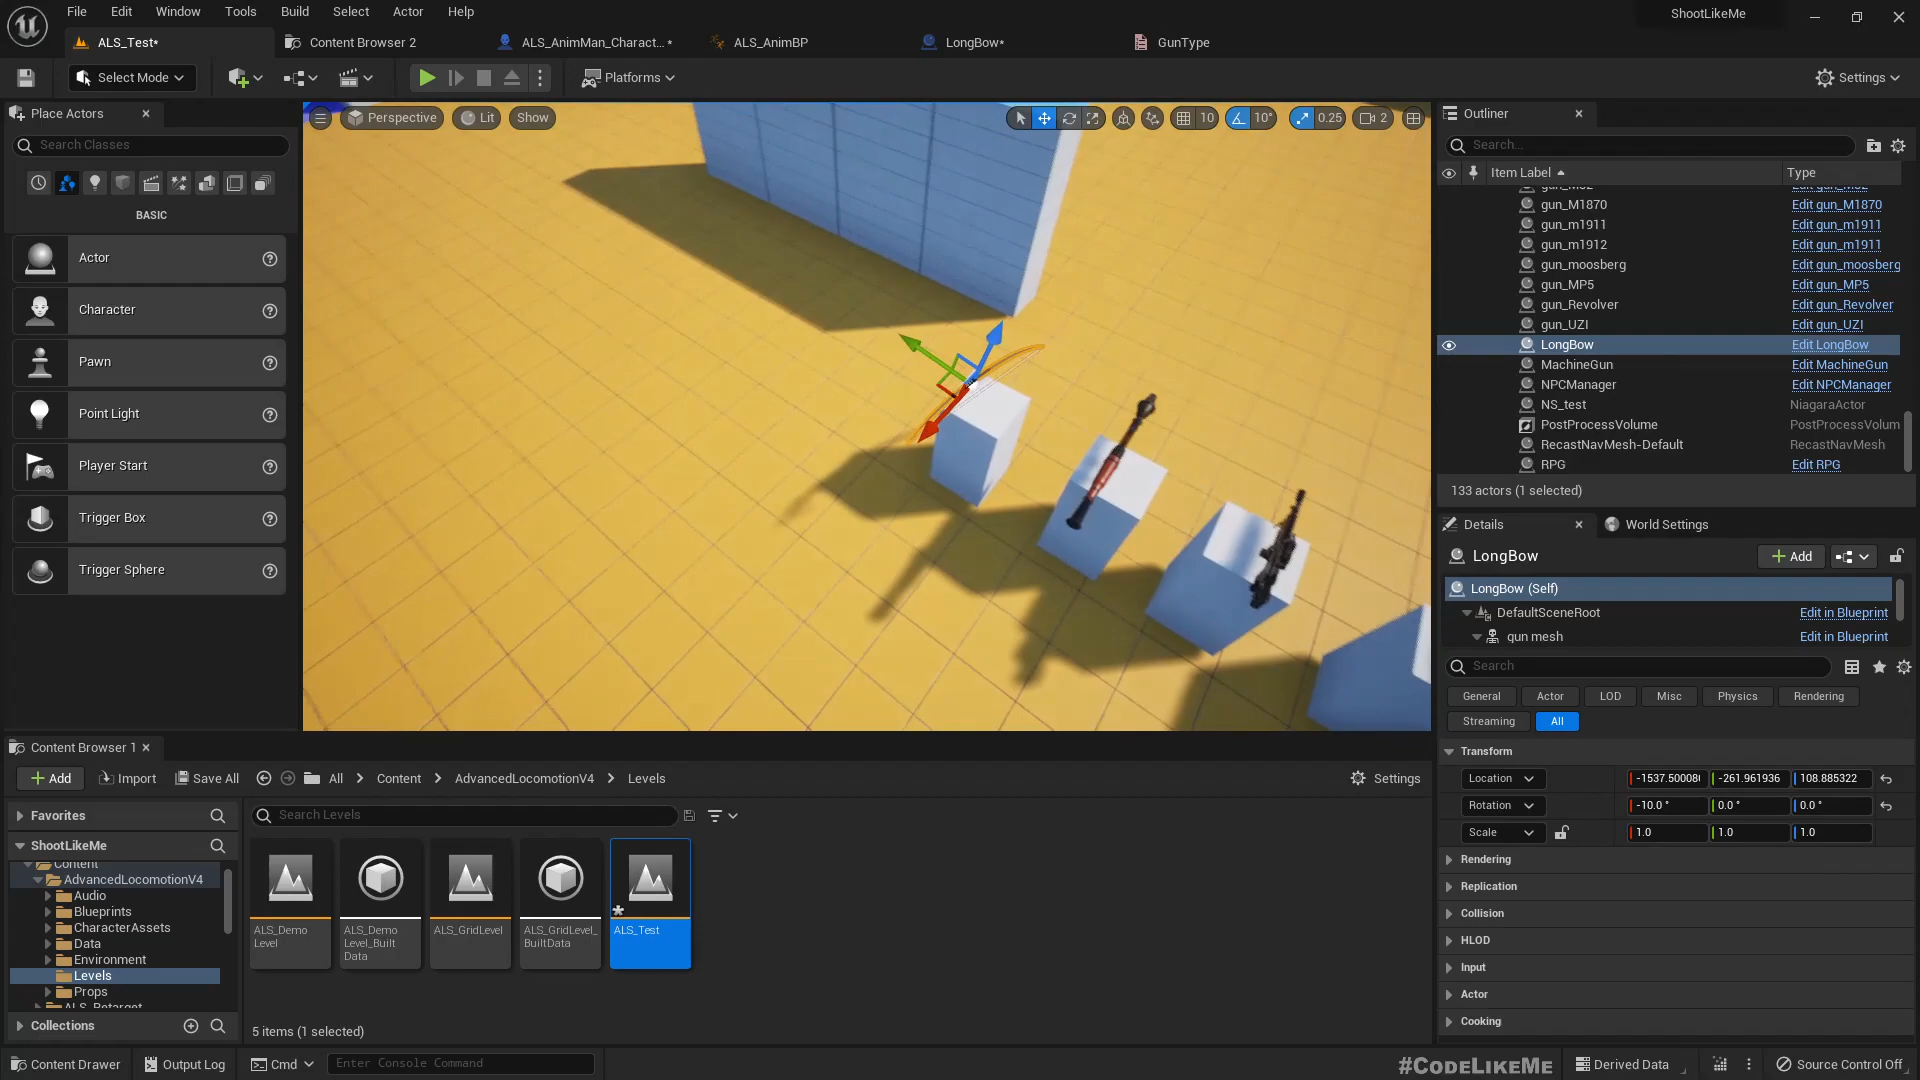 File Edit Window Tools Build Select Actor Help
ShootLikeMe
ALS_Test*
Content Browser 2
ALS_AnimMan_Charact...*
ALS_AnimBP
LongBow*
GunType
Select Mode
Platforms
Settings
Place Actors
Search Classes
BASIC
Actor
Character
Pawn
Point Light
Player Start
Trigger Box
Trigger Sphere
Perspective
Lit
Show
10
10°
0.25
2
Outliner
Search...
Item Label
Type
gun_M1870 Edit gun_M1870
gun_m1911 Edit gun_m1911
gun_m1912 Edit gun_m1911
gun_moosberg Edit gun_moosberg
gun_MP5 Edit gun_MP5
gun_Revolver Edit gun_Revolver
gun_UZI Edit gun_UZI
LongBow Edit LongBow
MachineGun Edit MachineGun
NPCManager Edit NPCManager
NS_test NiagaraActor
PostProcessVolume PostProcessVolum
RecastNavMesh-Default RecastNavMesh
RPG Edit RPG
133 actors (1 selected)
Details
World Settings
LongBow
Add
LongBow (Self)
DefaultSceneRoot Edit in Blueprint
gun mesh Edit in Blueprint
Search
General Actor LOD Misc Physics Rendering
Streaming All
Transform
Location -1537.50008 -261.961936 108.885322
Rotation -10.0 ° 0.0 ° 0.0 °
Scale 1.0 1.0 1.0
Rendering
Replication
Collision
HLOD
Input
Actor
Cooking
Content Browser 1
Add Import Save All All > Content > AdvancedLocomotionV4 > Levels Settings
Favorites
ShootLikeMe
Content
AdvancedLocomotionV4
Audio
Blueprints
CharacterAssets
Data
Environment
Levels
Props
Collections
Search Levels
ALS_Demo
Level
ALS_Demo
Level_Built
Data
ALS_GridLevel
ALS_GridLevel_
BuiltData
ALS_Test
5 items (1 selected)
Content Drawer Output Log Cmd Enter Console Command
#CODELIKEME
Derived Data
Source Control Off